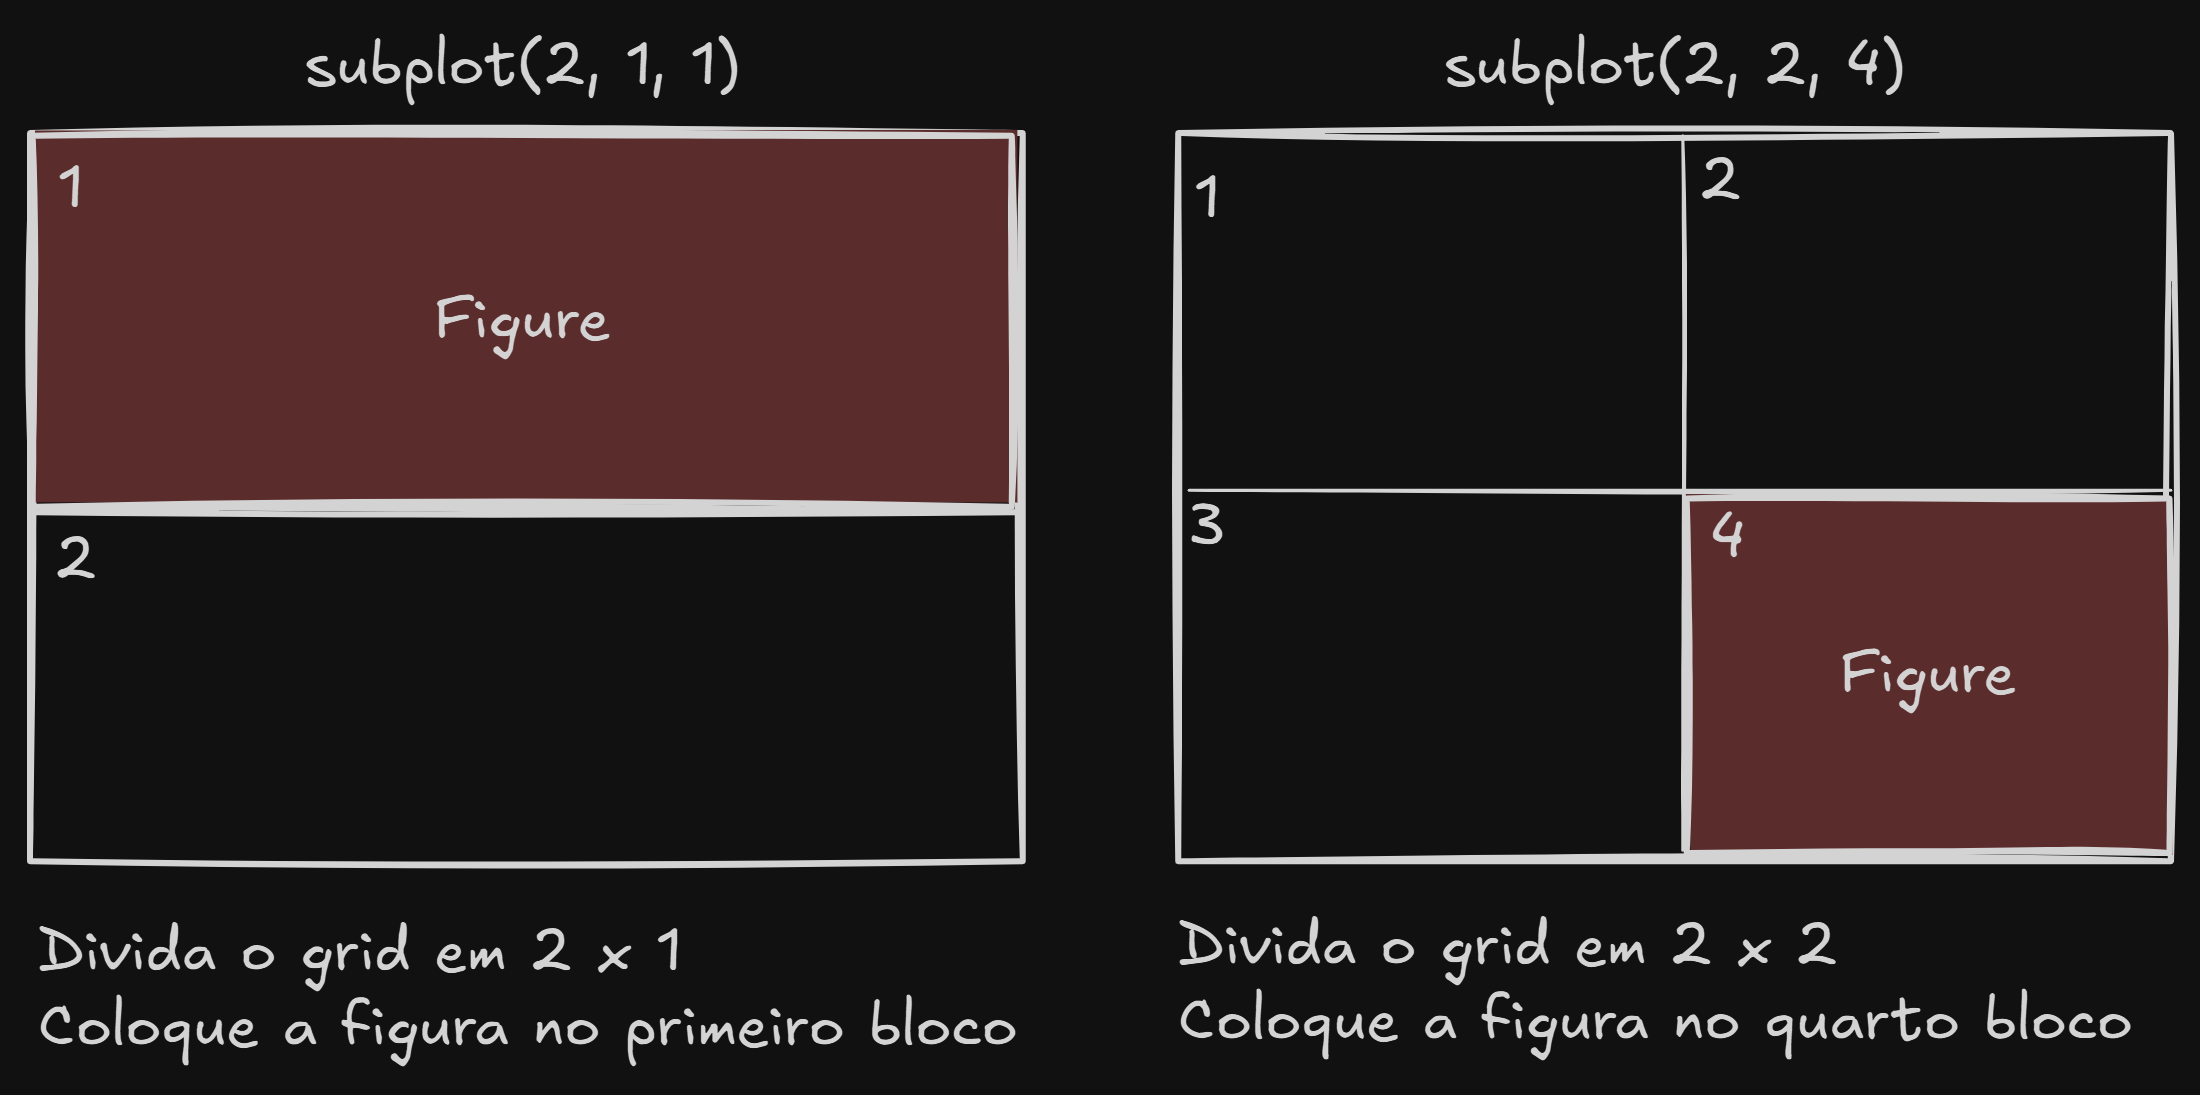 subplot(2, 1, 1)
1
Figure
2
Divida o grid em 2 x 1
Coloque a figura no primeiro bloco
subplot(2, 2, 4)
1
2
3
4
Figure
Divida o grid em 2 x 2
Coloque a figura no quarto bloco